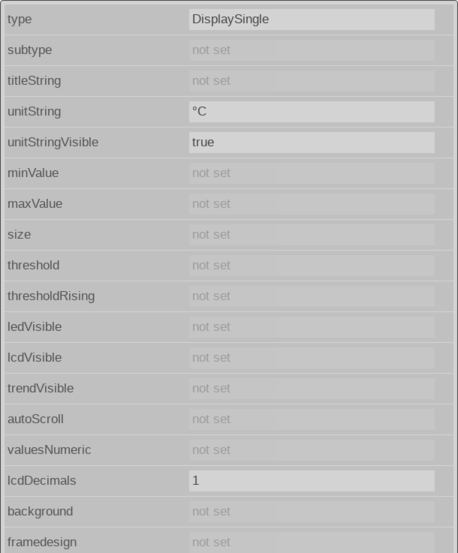 type DisplaySingle
subtype not set
titleString not set
unitString °C
unitStringVisible true
minValue not set
maxValue not set
size not set
threshold not set
thresholdRising not set
ledVisible not set
lcdVisible not set
trendVisible not set
autoScroll not set
valuesNumeric not set
lcdDecimals 1
background not set
framedesign not set